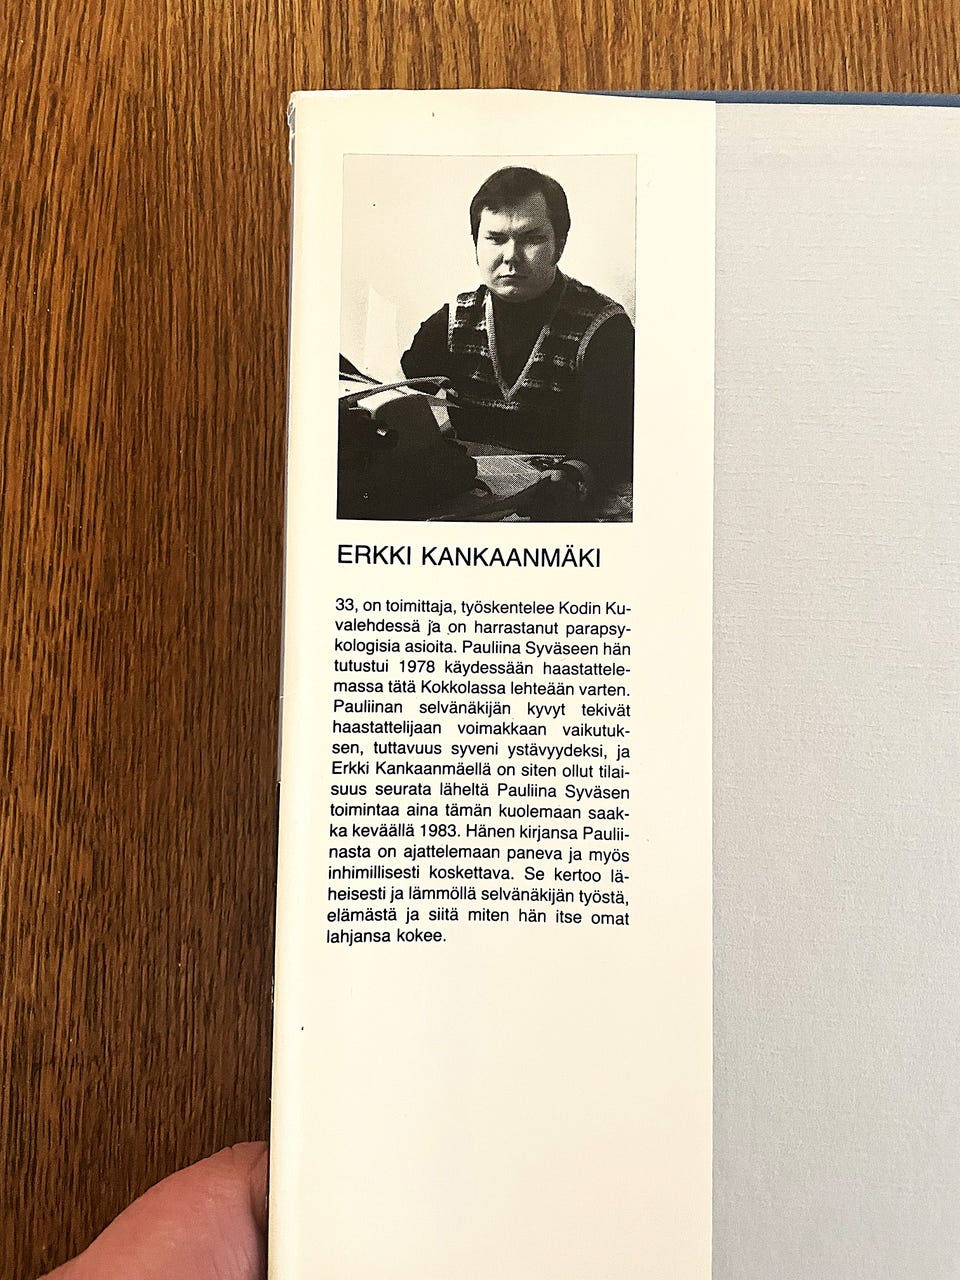 ERKKI KANKAANMÄKI
33, on toimittaja, työskentelee Kodin Ku-
valehdessä ja on harrastanut parapsy-
kologisia asioita. Pauliina Syväseen hän
tutustui 1978 käydessään haastattele-
massa tätä Kokkolassa lehteään varten.
Pauliinan selvänäkijän kyvyt tekivät
haastattelijaan voimakkaan vaikutuk-
sen, tuttavuus syveni ystävyydeksi, ja
Erkki Kankaanmäellä on siten ollut tilai-
suus seurata läheltä Pauliina Syväsen
toimintaa aina tämän kuolemaan saak-
ka keväällä 1983. Hänen kirjansa Paulii-
nasta on ajattelemaan paneva ja myös
inhimillisesti koskettava. Se kertoo lä-
heisesti ja lämmöllä selvänäkijän työstä,
elämästä ja siitä miten hän itse omat
lahjansa kokee.